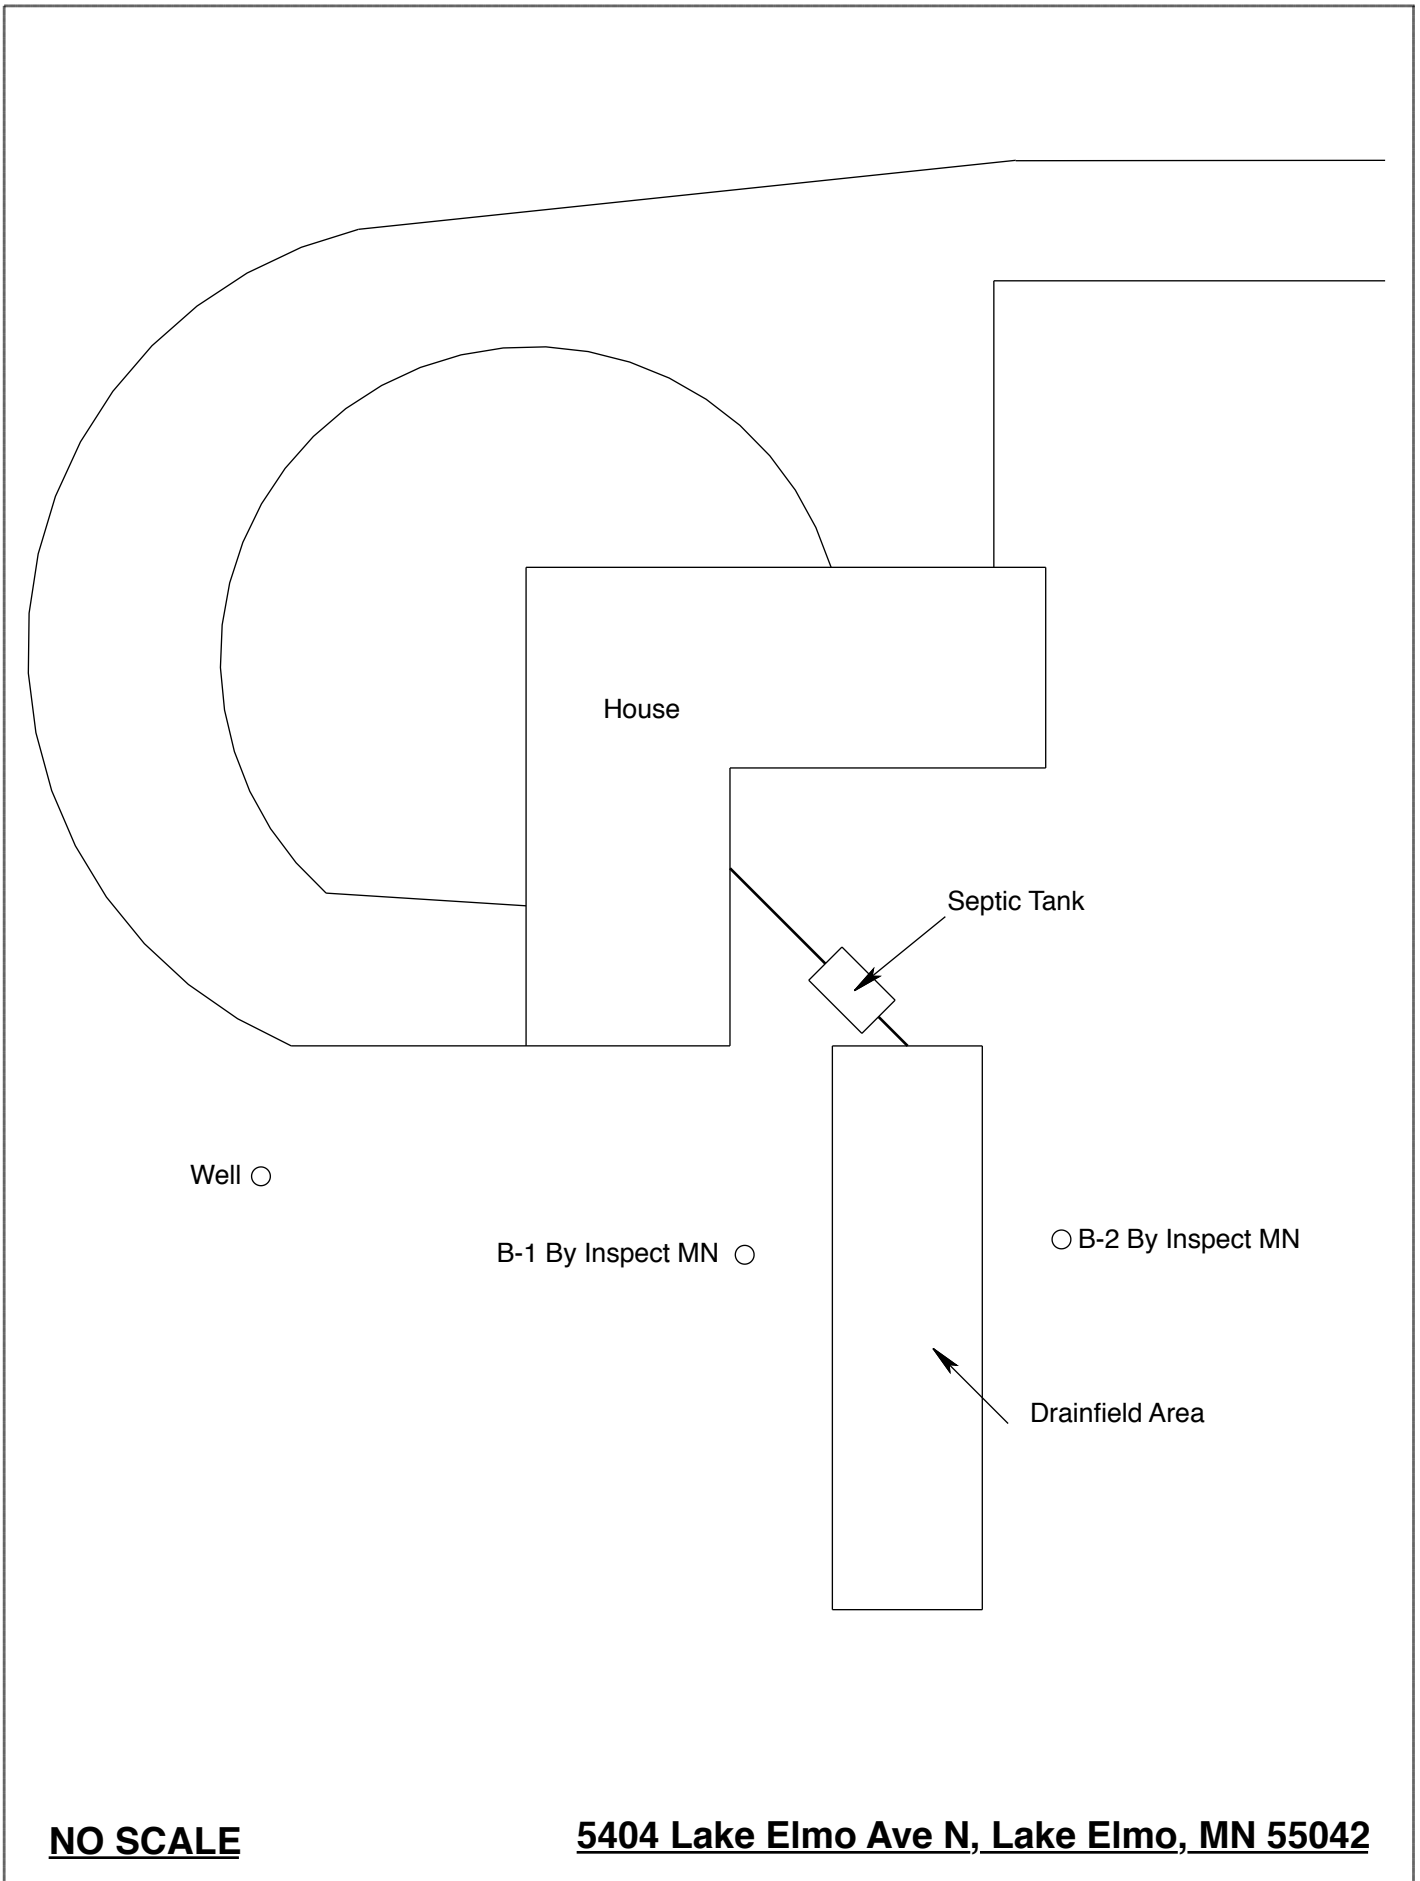 House
Septic Tank
Well
B-1 By Inspect MN
B-2 By Inspect MN
Drainfield Area
NO SCALE
5404 Lake Elmo Ave N, Lake Elmo, MN 55042